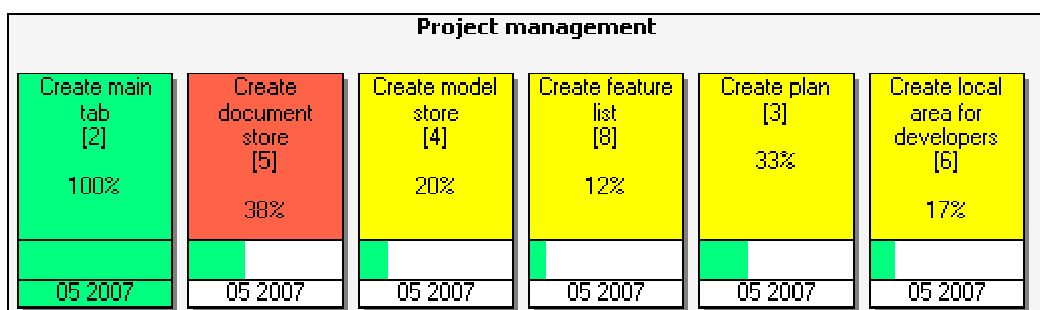 Project management
Create main
tab
[2]
100%
05 2007
Create
document
store
[5]
38%
05 2007
Create model
store
[4]
20%
05 2007
Create feature
list
[8]
12%
05 2007
Create plan
[3]
33%
05 2007
Create local
area for
developers
[6]
17%
05 2007